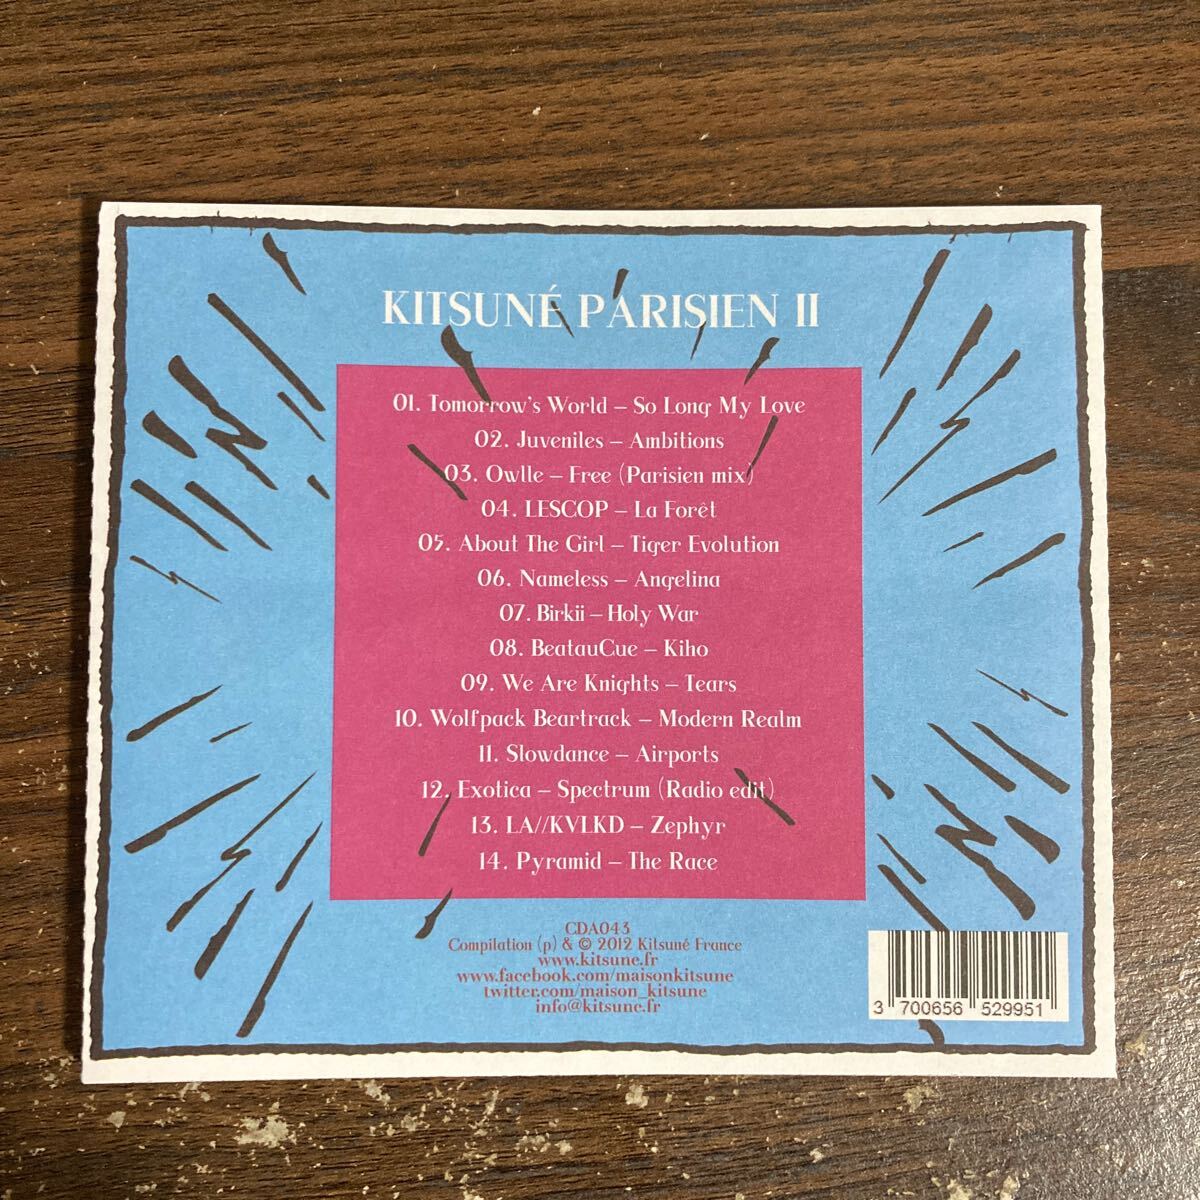 KITSUNÉ PARISIEN II
01. Tomorrow's World – So Long My Love
02. Juveniles – Ambitions
03. Owlle – Free (Parisien mix)
04. LESCOP – La Forêt
05. About The Girl – Tiger Evolution
06. Nameless – Angelina
07. Birkii – Holy War
08. BeatauCue – Kiho
09. We Are Knights – Tears
10. Wolfpack Beartrack – Modern Realm
11. Slowdance – Airports
12. Exotica – Spectrum (Radio edit)
13. LA//KVLKD – Zephyr
14. Pyramid – The Race
CDA043
Compilation (p) & © 2012 Kitsuné France
www.kitsune.fr
www.facebook.com/maisonkitsune
twitter.com/maison_kitsune
info@kitsune.fr
3 700656 529951